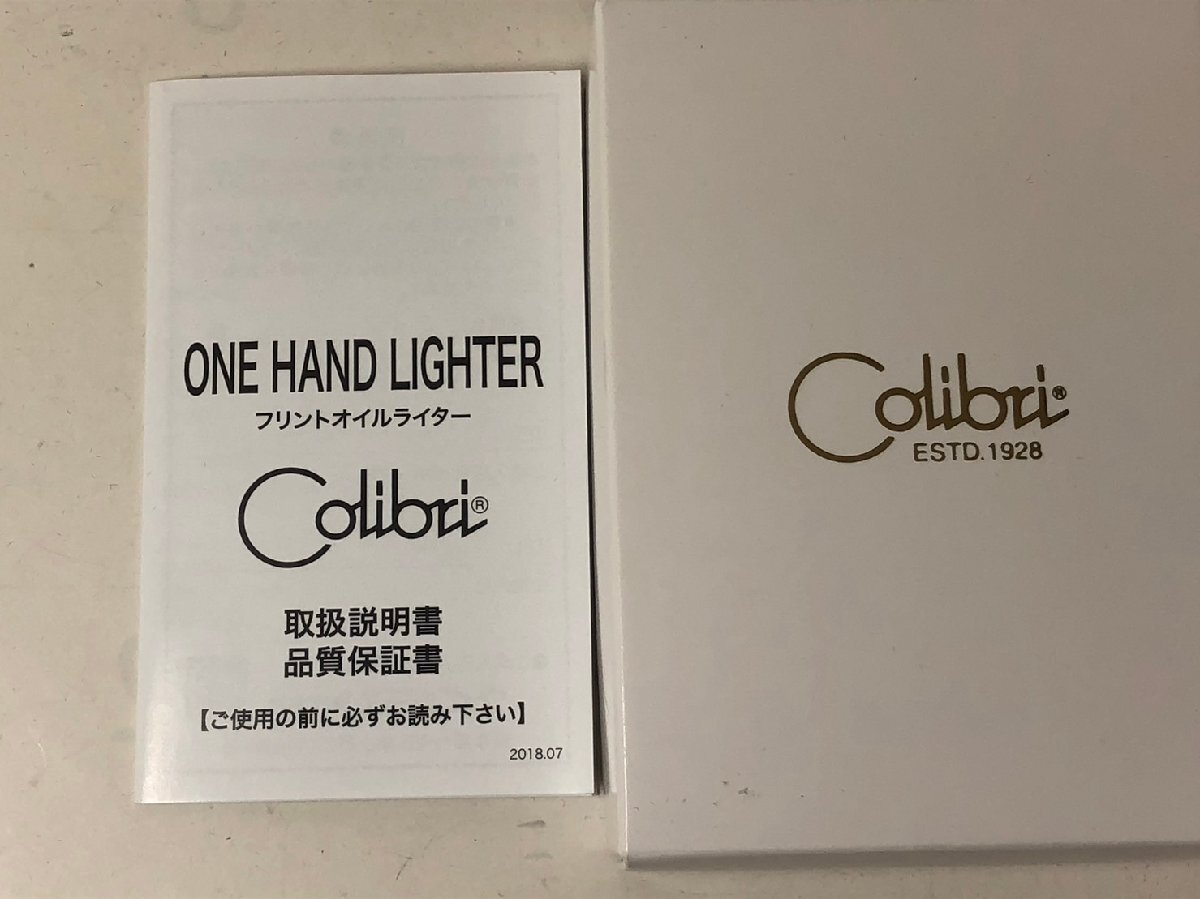 ONE HAND LIGHTER
フリントオイルライター
Colibri®
取扱説明書
品質保証書
【ご使用の前に必ずお読み下さい】
2018.07
Colibri®
ESTD.1928